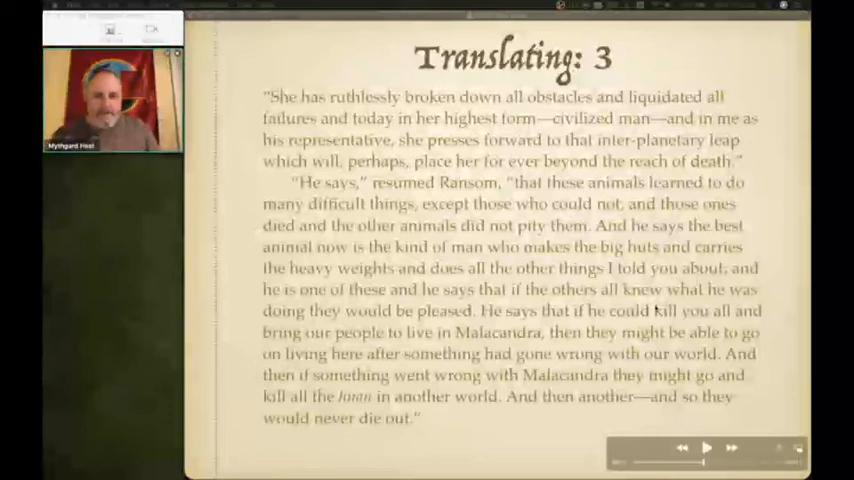 Translating: 3
"She has ruthlessly broken down all obstacles and liquidated all
failures and today in her highest form—civilized man—and in me as
his representative, she presses forward to that inter-planetary leap
which will, perhaps, place her for ever beyond the reach of death."
"He says," resumed Ransom, "that these animals learned to do
many difficult things, except those who could not, and those ones
died and the other animals did not pity them. And he says the best
animal now is the kind of man who makes the big huts and carries
the heavy weights and does all the other things I told you about, and
he is one of these and he says that if the others all knew what he was
doing they would be pleased. He says that if he could kill you all and
bring our people to live in Malacandra, then they might be able to go
on living here after something had gone wrong with our world. And
then if something went wrong with Malacandra they might go and
kill all the hnau in another world. And then another—and so they
would never die out."
Mythgard Host